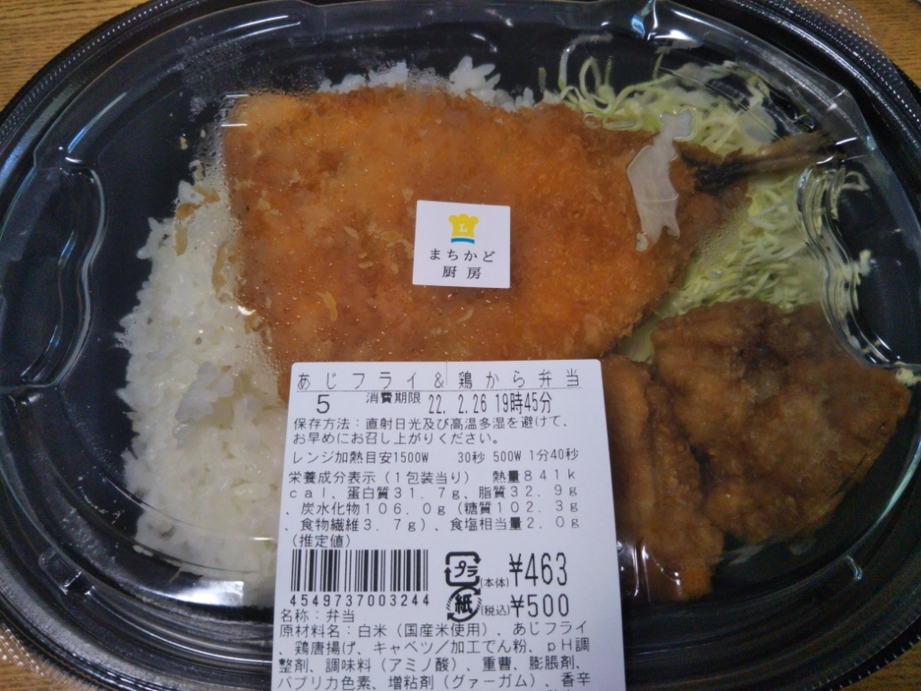 L
まちかど
厨房
あじフライ&鶏から弁当
5 消費期限 22. 2.26 19時45分
保存方法:直射日光及び高温多湿を避けて、
お早めにお召し上がりください。
レンジ加熱目安1500W 30秒 500W 1分40秒
栄養成分表示(1包装当り) 熱量841k
cal、蛋白質31.7g、脂質32.9g
、炭水化物106.0g(糖質102.3g
、食物繊維3.7g)、食塩相当量2.0g
(推定値)
4549737003244
プラ
紙
(本体) ¥463
(税込) ¥500
名称:弁当
原材料名:白米(国産米使用)、あじフライ
、鶏唐揚げ、キャベツ/加工でん粉、pH調
整剤、調味料(アミノ酸)、重曹、膨脹剤、
パプリカ色素、増粘剤(グァーガム)、香辛